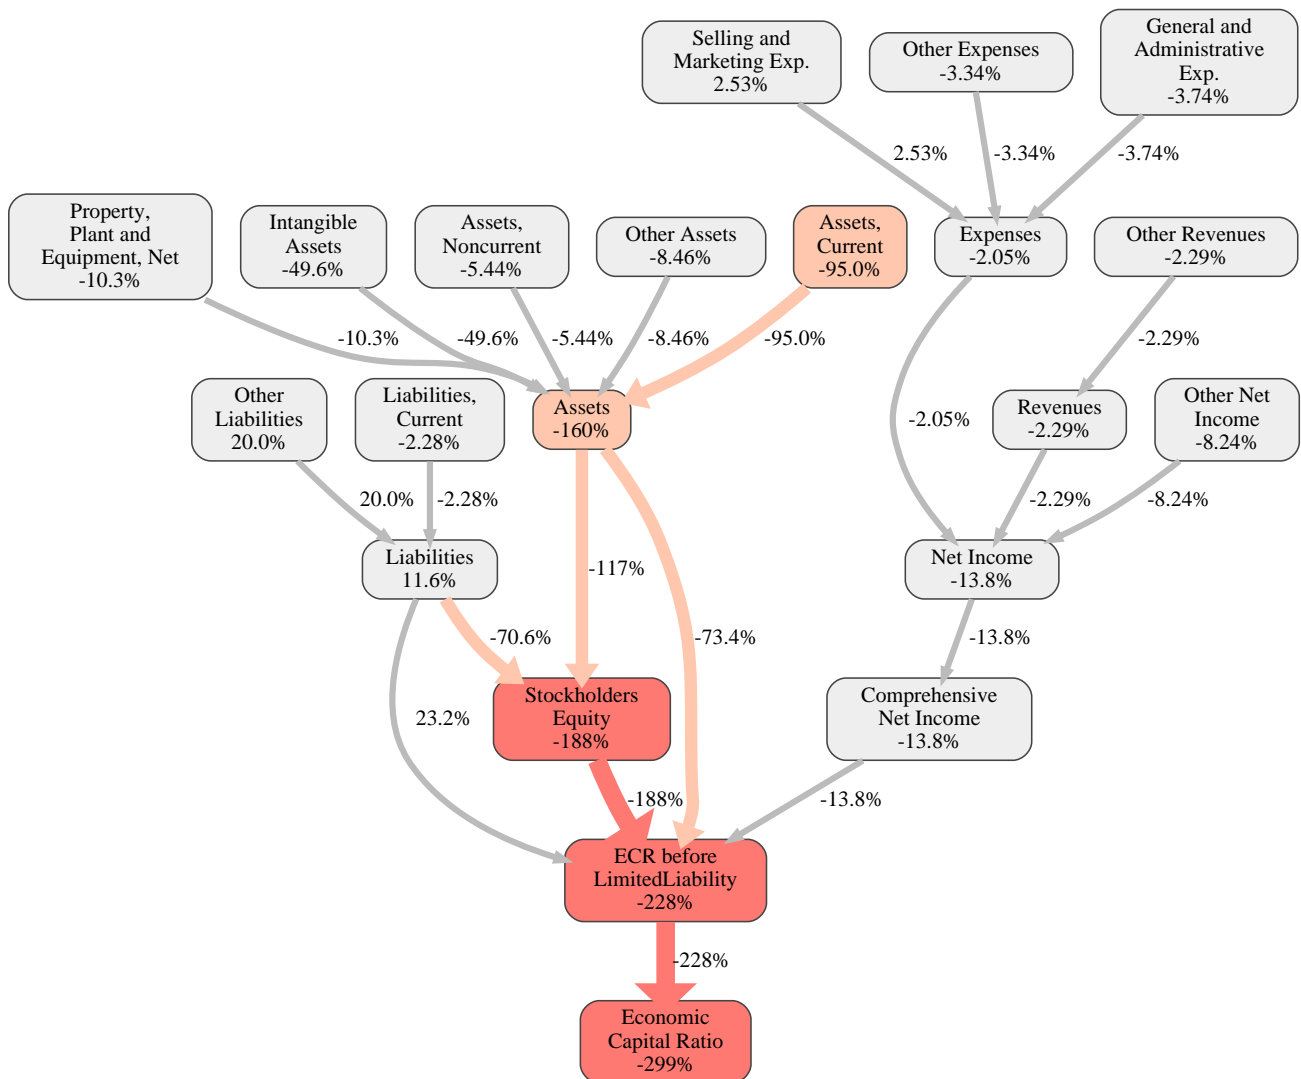 Selling and
Marketing Exp.
2.53%
Other Expenses
-3.34%
General and
Administrative
Exp.
-3.74%
2.53%
-3.34%
-3.74%
Property,
Plant and
Equipment, Net
-10.3%
Intangible
Assets
-49.6%
Assets,
Noncurrent
-5.44%
Other Assets
-8.46%
Assets,
Current
-95.0%
Expenses
-2.05%
Other Revenues
-2.29%
-10.3%
-49.6%
-5.44%
-8.46%
-95.0%
-2.29%
Other
Liabilities
20.0%
Liabilities,
Current
-2.28%
Assets
-160%
-2.05%
Revenues
-2.29%
Other Net
Income
-8.24%
20.0%
-2.28%
-2.29%
-8.24%
Liabilities
11.6%
-117%
Net Income
-13.8%
-70.6%
-73.4%
-13.8%
23.2%
Stockholders
Equity
-188%
Comprehensive
Net Income
-13.8%
-188%
-13.8%
ECR before
LimitedLiability
-228%
-228%
Economic
Capital Ratio
-299%